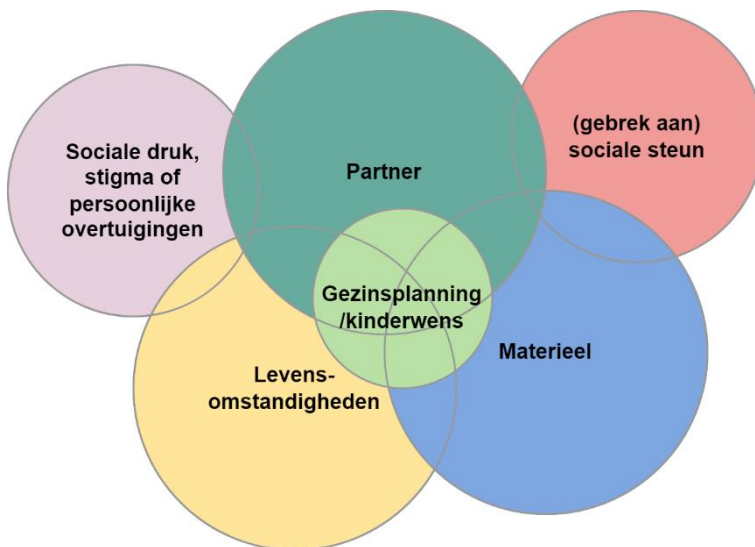 Sociale druk,
stigma of
persoonlijke
overtuigingen
Partner
(gebrek aan)
sociale steun
Gezinsplanning
/kinderwens
Levens-
omstandigheden
Materieel